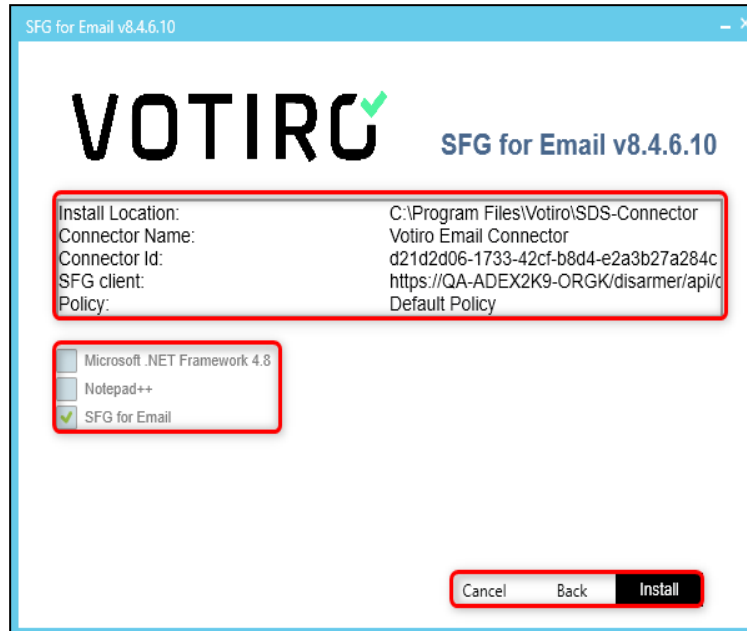 SFG for Email v8.4.6.10
VOTIRO
SFG for Email v8.4.6.10
Install Location: C:\Program Files\Votiro\SDS-Connector
Connector Name: Votiro Email Connector
Connector Id: d21d2d06-1733-42cf-b8d4-e2a3b27a284c
SFG client: https://QA-ADEX2K9-ORGK/disarmer/api/d
Policy: Default Policy
Microsoft .NET Framework 4.8
Notepad++
SFG for Email
Cancel Back Install